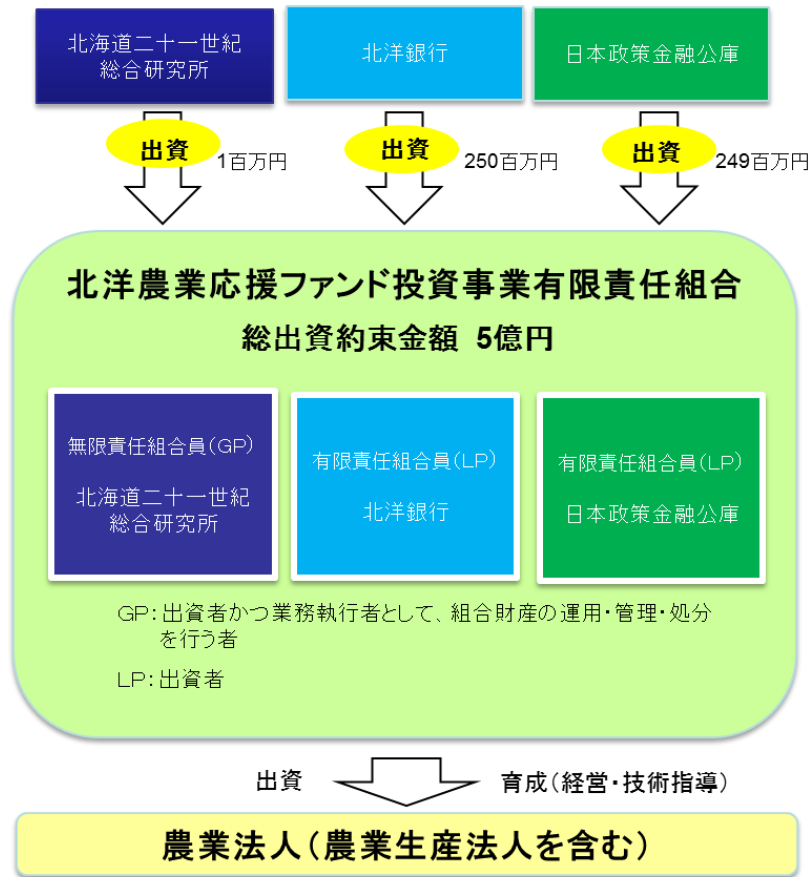 北海道二十一世紀
総合研究所
北洋銀行
日本政策金融公庫
出資
1百万円
出資
250百万円
出資
249百万円
北洋農業応援ファンド投資事業有限責任組合
総出資約束金額 5億円
無限責任組合員(GP)
北海道二十一世紀
総合研究所
有限責任組合員(LP)
北洋銀行
有限責任組合員(LP)
日本政策金融公庫
GP:出資者かつ業務執行者として、組合財産の運用・管理・処分
を行う者
LP:出資者
出資
育成(経営・技術指導)
農業法人(農業生産法人を含む)